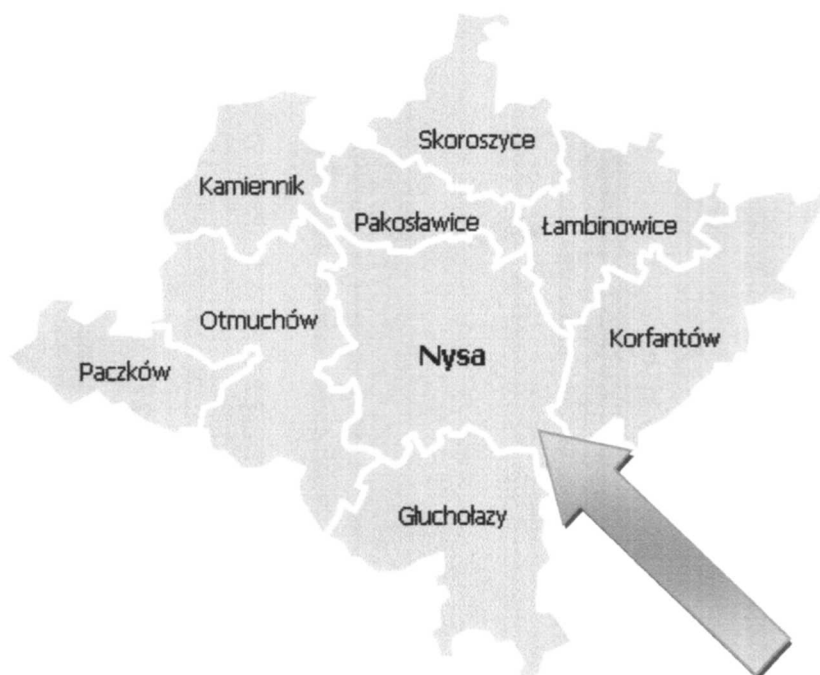 Skoroszyce
Kamiennik
Pakosławice
Łambinowice
Otmuchów
Nysa
Korfantów
Paczków
Głuchołazy